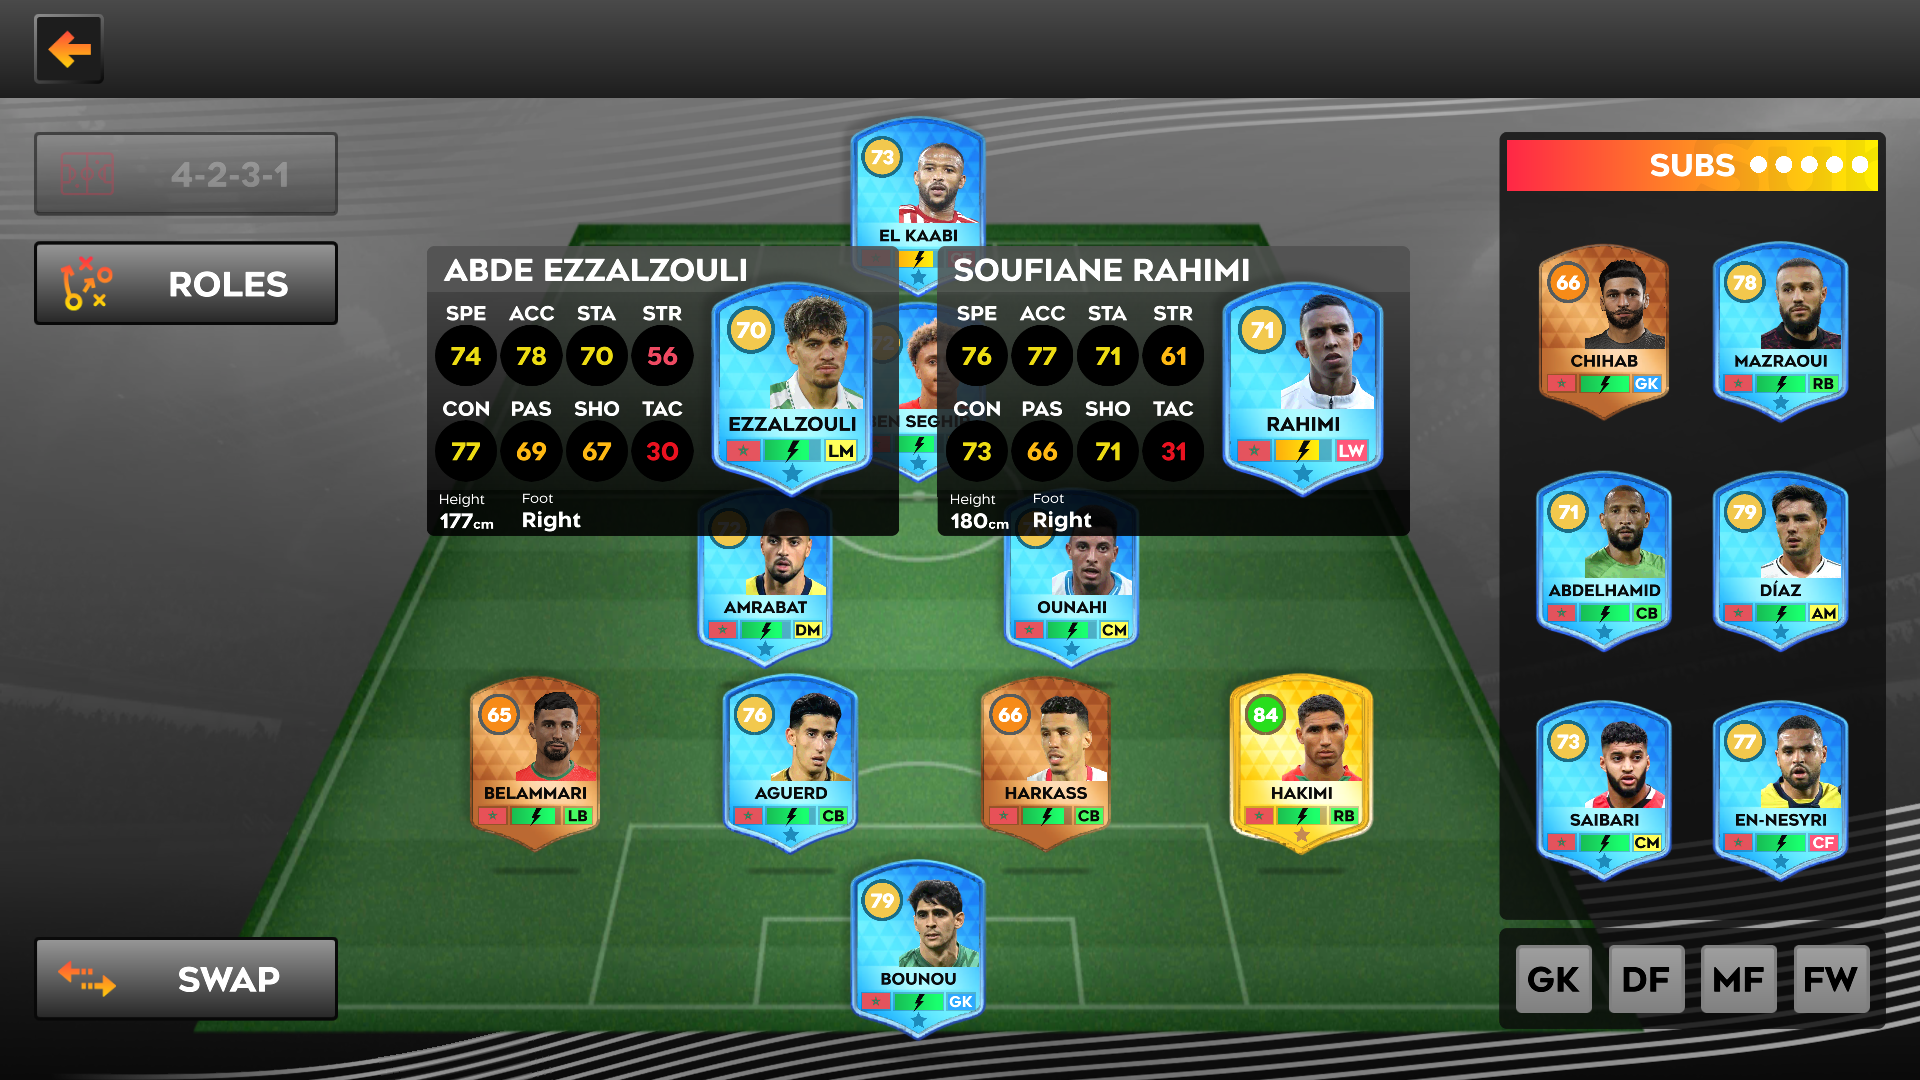 4-2-3-1
ROLES
73
EL KAABI
ABDE EZZALZOULI
SPE ACC STA STR
74 78 70 56
CON PAS SHO TAC
77 69 67 30
Height Foot
177cm Right
70
EZZALZOULI
LM
SOUFIANE RAHIMI
SPE ACC STA STR
76 77 71 61
CON PAS SHO TAC
73 66 71 31
Height Foot
180cm Right
71
RAHIMI
LW
72
BEN SEGHIR
72
AMRABAT
DM
OUNAHI
CM
65
BELAMMARI
LB
76
AGUERD
CB
66
HARKASS
CB
84
HAKIMI
RB
79
BOUNOU
GK
SWAP
SUBS
66
CHIHAB
GK
78
MAZRAOUI
RB
71
ABDELHAMID
CB
79
DÍAZ
AM
73
SAIBARI
CM
77
EN-NESYRI
CF
GK DF MF FW